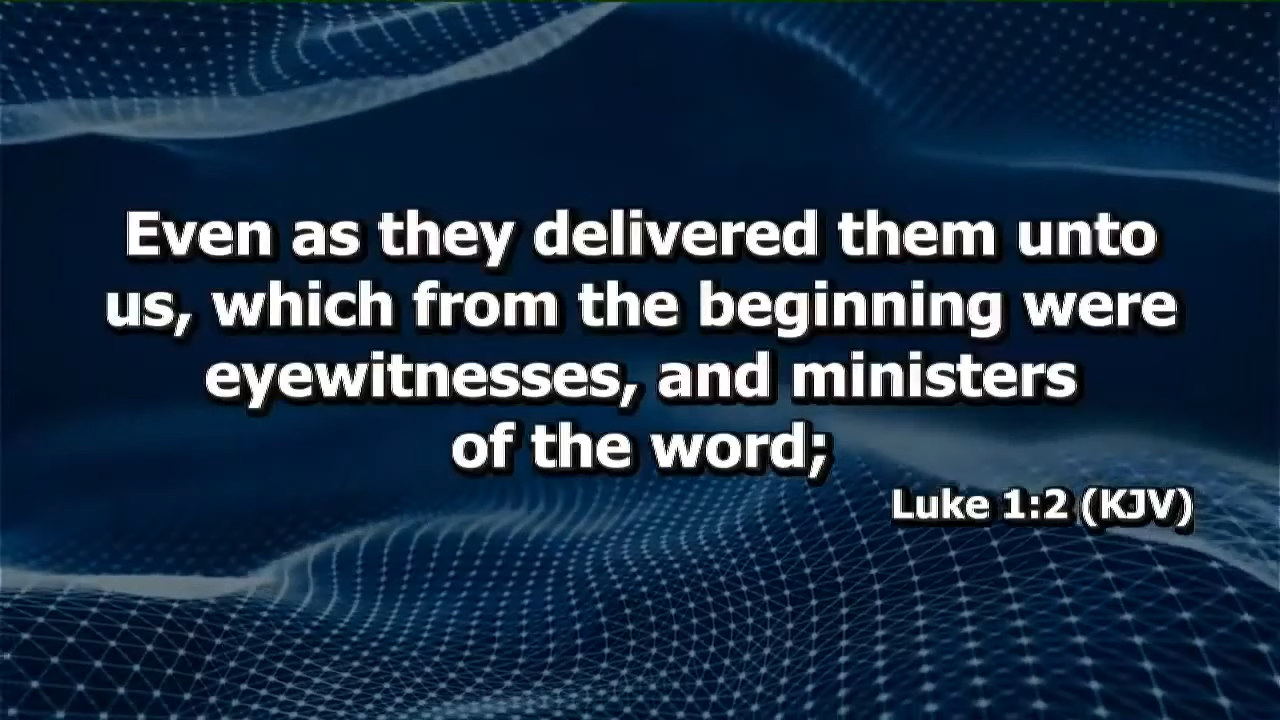 Even as they delivered them unto
us, which from the beginning were
eyewitnesses, and ministers
of the word;
Luke 1:2 (KJV)